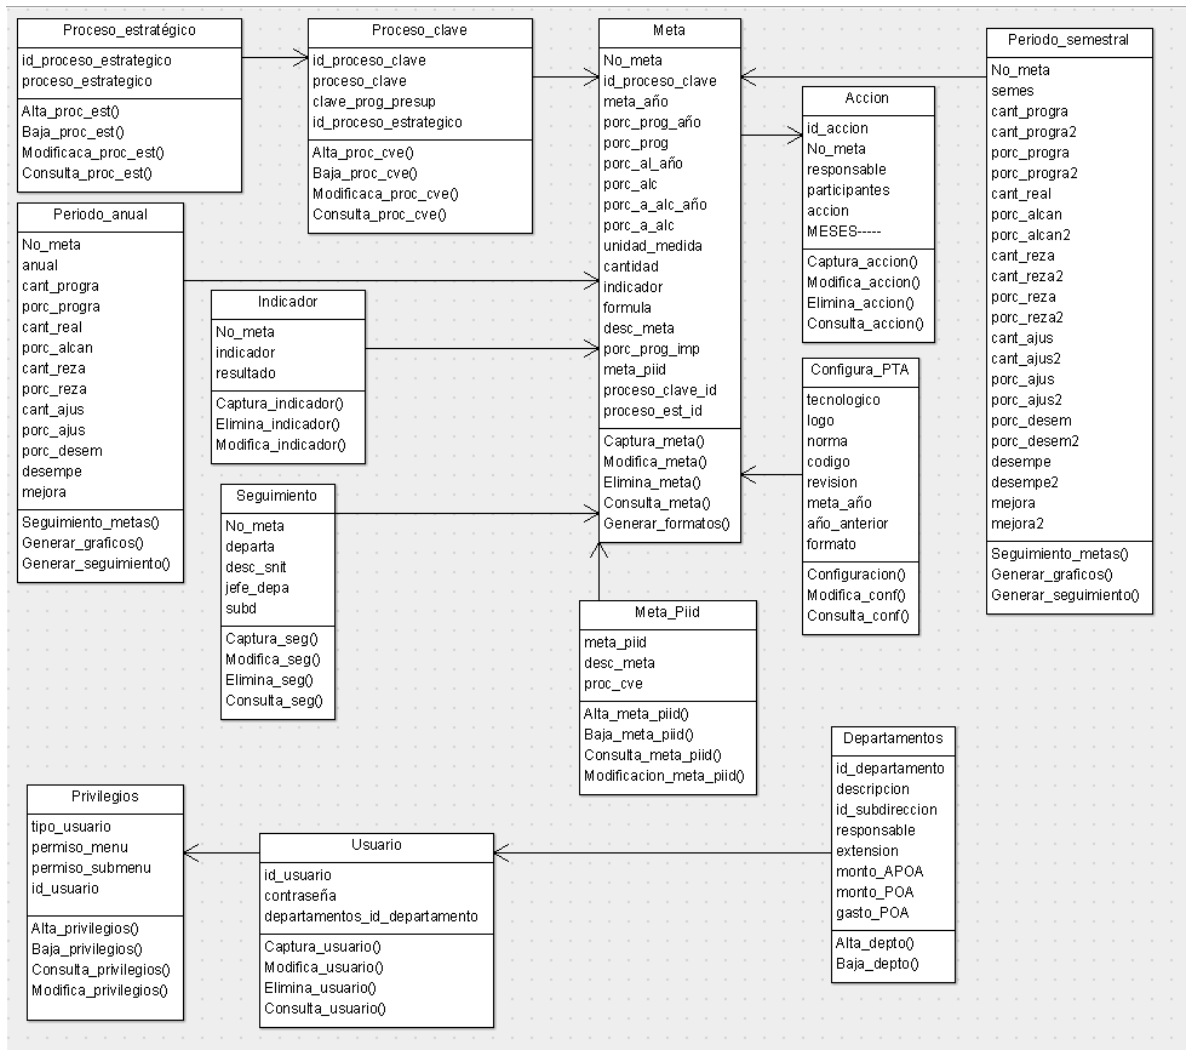 Proceso_estratégico
id_proceso_estrategico
proceso_estrategico
Alta_proc_est()
Baja_proc_est()
Modificaca_proc_est()
Consulta_proc_est()
Proceso_clave
id_proceso_clave
proceso_clave
clave_prog_presup
id_proceso_estrategico
Alta_proc_cve()
Baja_proc_cve()
Modificaca_proc_cve()
Consulta_proc_cve()
Meta
No_meta
id_proceso_clave
meta_año
porc_prog_año
porc_prog
porc_al_año
porc_alc
porc_a_alc_año
porc_a_alc
unidad_medida
cantidad
indicador
formula
desc_meta
porc_prog_imp
meta_piid
proceso_clave_id
proceso_est_id
Captura_meta()
Modifica_meta()
Elimina_meta()
Consulta_meta()
Generar_formatos()
Periodo_semestral
No_meta
semes
cant_progra
cant_progra2
porc_progra
porc_progra2
cant_real
porc_alcan
porc_alcan2
cant_reza
cant_reza2
porc_reza
porc_reza2
cant_ajus
cant_ajus2
porc_ajus
porc_ajus2
porc_desem
porc_desem2
desempe
desempe2
mejora
mejora2
Seguimiento_metas()
Generar_graficos()
Generar_seguimiento()
Accion
id_accion
No_meta
responsable
participantes
accion
MESES-----
Captura_accion()
Modifica_accion()
Elimina_accion()
Consulta_accion()
Periodo_anual
No_meta
anual
cant_progra
porc_progra
cant_real
porc_alcan
cant_reza
porc_reza
cant_ajus
porc_ajus
porc_desem
desempe
mejora
Seguimiento_metas()
Generar_graficos()
Generar_seguimiento()
Indicador
No_meta
indicador
resultado
Captura_indicador()
Elimina_indicador()
Modifica_indicador()
Configura_PTA
tecnologico
logo
norma
codigo
revision
meta_año
año_anterior
formato
Configuracion()
Modifica_conf()
Consulta_conf()
Seguimiento
No_meta
departa
desc_snit
jefe_depa
subd
Captura_seg()
Modifica_seg()
Elimina_seg()
Consulta_seg()
Meta_Piid
meta_piid
desc_meta
proc_cve
Alta_meta_piid()
Baja_meta_piid()
Consulta_meta_piid()
Modificacion_meta_piid()
Departamentos
id_departamento
descripcion
id_subdireccion
responsable
extension
monto_APOA
monto_POA
gasto_POA
Alta_depto()
Baja_depto()
Privilegios
tipo_usuario
permiso_menu
permiso_submenu
id_usuario
Alta_privilegios()
Baja_privilegios()
Consulta_privilegios()
Modifica_privilegios()
Usuario
id_usuario
contraseña
departamentos_id_departamento
Captura_usuario()
Modifica_usuario()
Elimina_usuario()
Consulta_usuario()